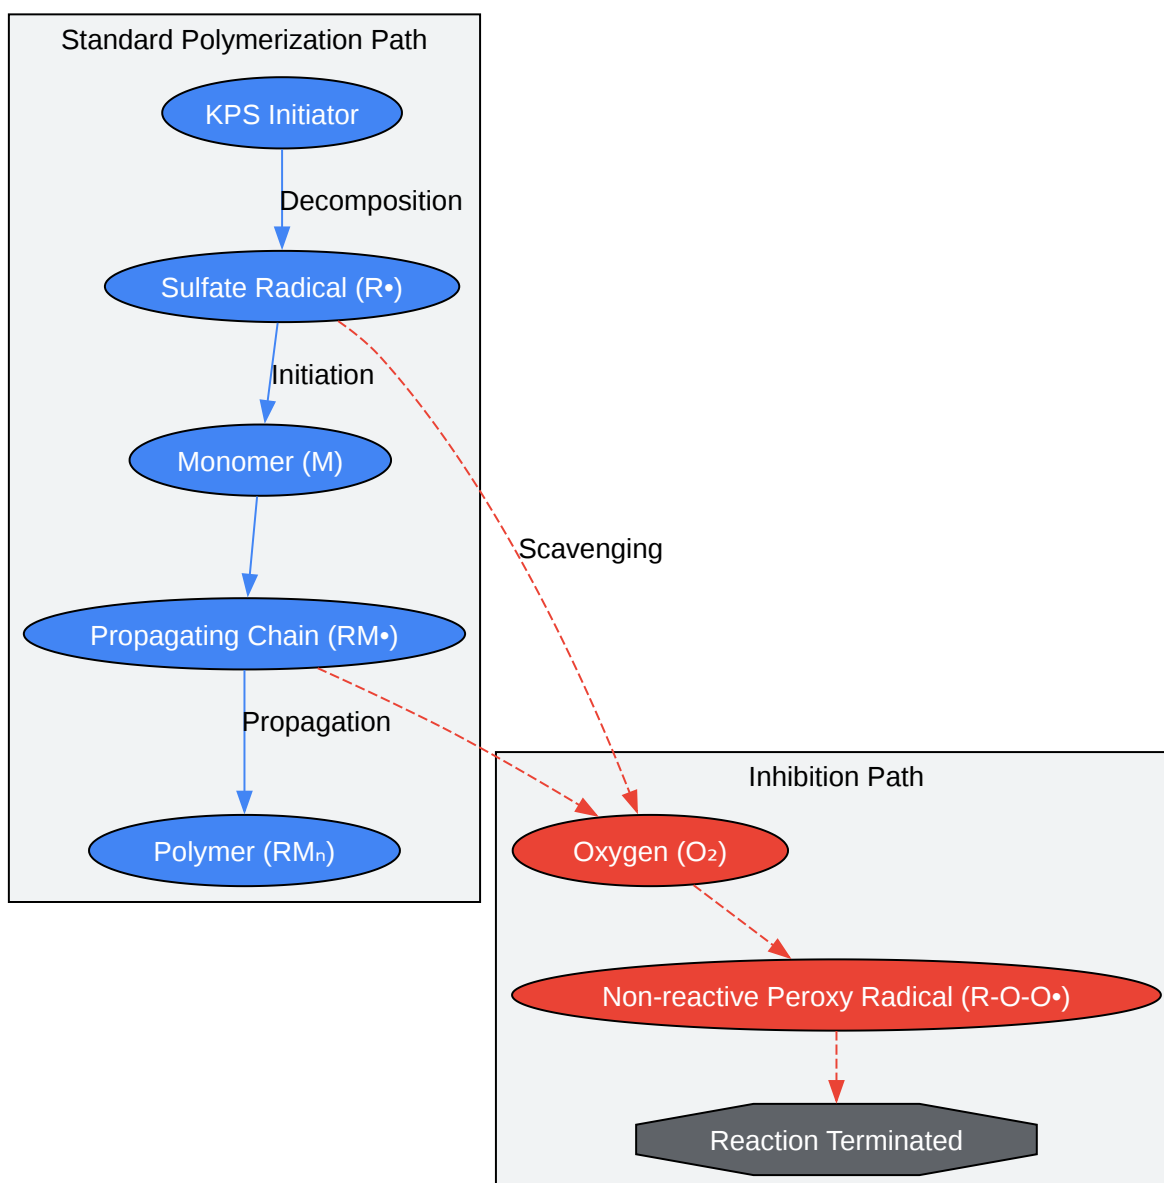 Standard Polymerization Path
KPS Initiator
Decomposition
Sulfate Radical (R•)
Initiation
Monomer (M)
Scavenging
Propagating Chain (RM•)
Propagation
Polymer (RMₙ)
Inhibition Path
Oxygen (O₂)
Non-reactive Peroxy Radical (R-O-O•)
Reaction Terminated